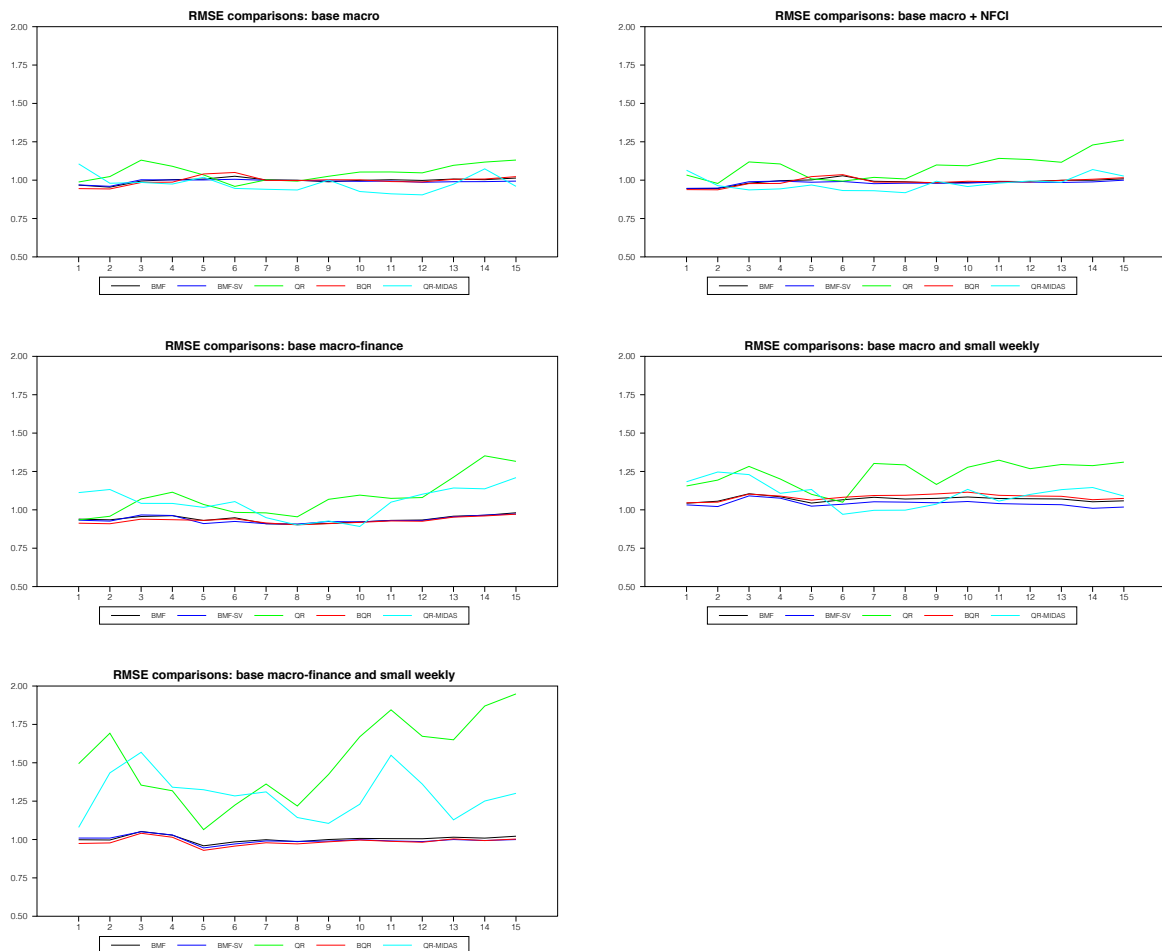 RMSE comparisons: base macro
2.00
1.75
1.50
1.25
1.00
0.75
0.50
1 2 3 4 5 6 7 8 9 10 11 12 13 14 15
BMF BMF-SV QR BQR QR-MIDAS
RMSE comparisons: base macro + NFCI
2.00
1.75
1.50
1.25
1.00
0.75
0.50
1 2 3 4 5 6 7 8 9 10 11 12 13 14 15
BMF BMF-SV QR BQR QR-MIDAS
RMSE comparisons: base macro-finance
2.00
1.75
1.50
1.25
1.00
0.75
0.50
1 2 3 4 5 6 7 8 9 10 11 12 13 14 15
BMF BMF-SV QR BQR QR-MIDAS
RMSE comparisons: base macro and small weekly
2.00
1.75
1.50
1.25
1.00
0.75
0.50
1 2 3 4 5 6 7 8 9 10 11 12 13 14 15
BMF BMF-SV QR BQR QR-MIDAS
RMSE comparisons: base macro-finance and small weekly
2.00
1.75
1.50
1.25
1.00
0.75
0.50
1 2 3 4 5 6 7 8 9 10 11 12 13 14 15
BMF BMF-SV QR BQR QR-MIDAS